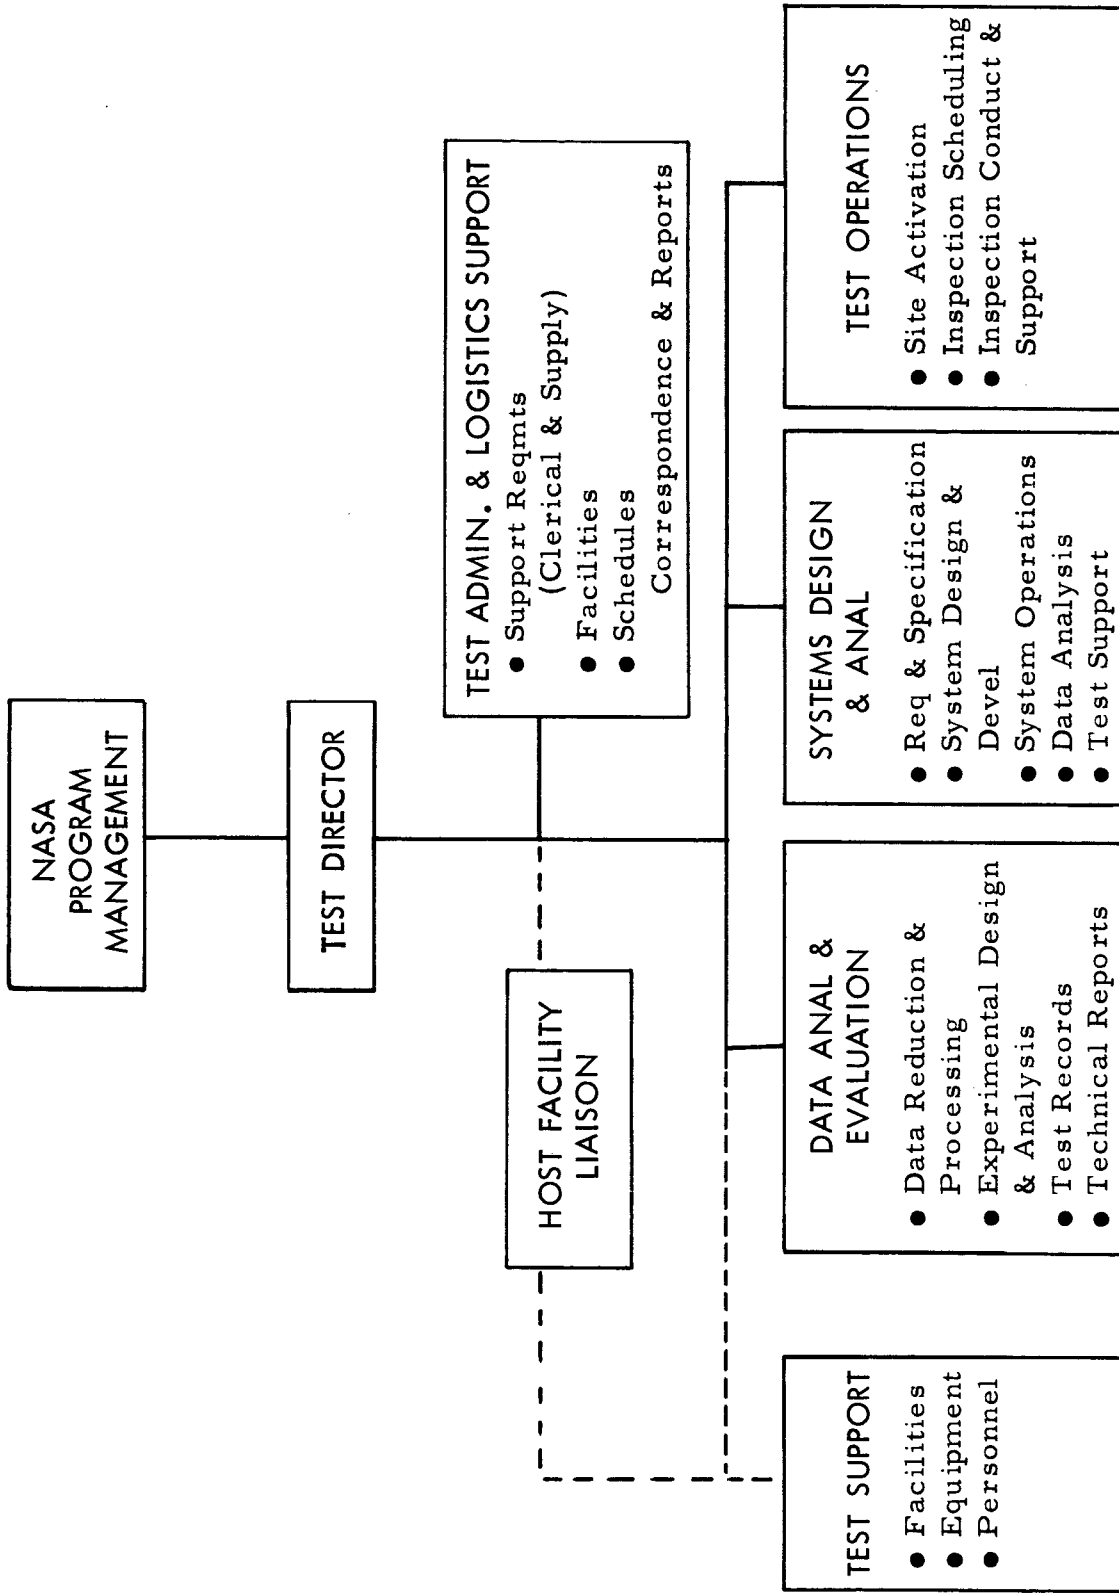 NASA
PROGRAM
MANAGEMENT
TEST DIRECTOR
HOST FACILITY
LIAISON
TEST ADMIN. & LOGISTICS SUPPORT
● Support Reqmts
(Clerical & Supply)
● Facilities
● Schedules
Correspondence & Reports
TEST SUPPORT
● Facilities
● Equipment
● Personnel
DATA ANAL &
EVALUATION
● Data Reduction &
Processing
● Experimental Design
& Analysis
● Test Records
● Technical Reports
SYSTEMS DESIGN
& ANAL
● Req & Specification
● System Design &
Devel
● System Operations
● Data Analysis
● Test Support
TEST OPERATIONS
● Site Activation
● Inspection Scheduling
● Inspection Conduct &
Support